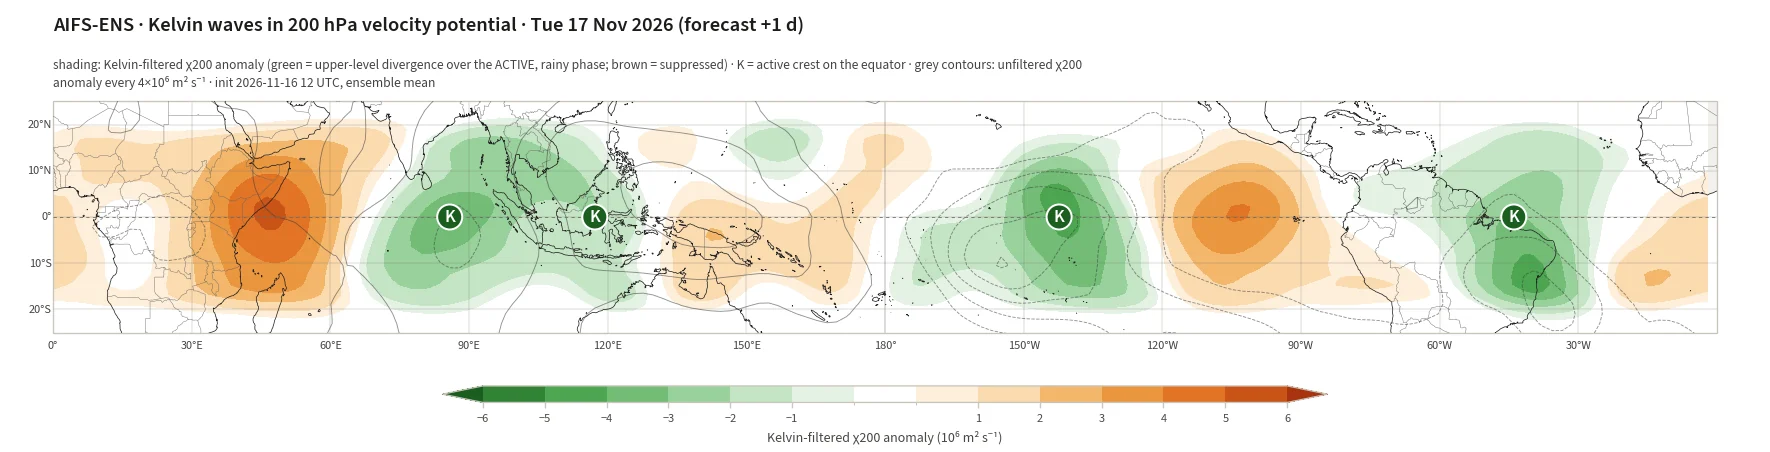 AIFS-ENS · Kelvin waves in 200 hPa velocity potential · Tue 17 Nov 2026 (forecast +1 d)
shading: Kelvin-filtered χ200 anomaly (green = upper-level divergence over the ACTIVE, rainy phase; brown = suppressed) · K = active crest on the equator · grey contours: unfiltered χ200
anomaly every 4×10⁶ m² s⁻¹ · init 2026-11-16 12 UTC, ensemble mean
20°N
10°N
0°
10°S
20°S
K K K K
0° 30°E 60°E 90°E 120°E 150°E 180° 150°W 120°W 90°W 60°W 30°W
−6 −5 −4 −3 −2 −1 1 2 3 4 5 6
Kelvin-filtered χ200 anomaly (10⁶ m² s⁻¹)